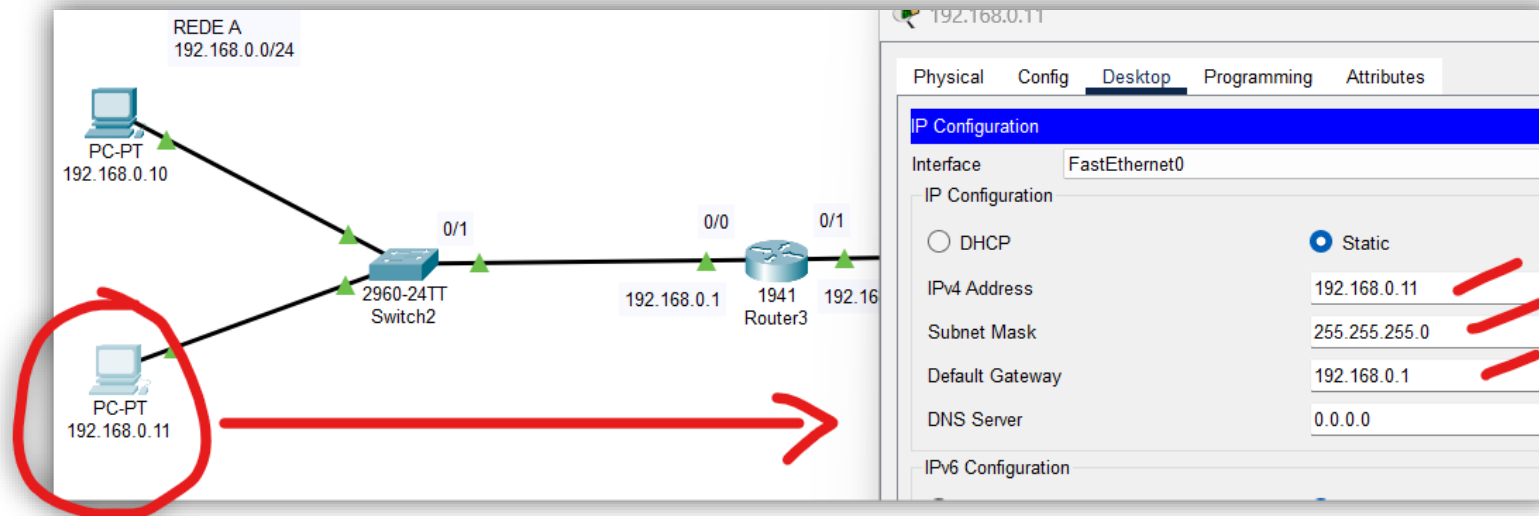 REDE A
192.168.0.0/24
PC-PT
192.168.0.10
0/1
2960-24TT
Switch2
0/0
0/1
192.168.0.1
1941
Router3
192.16
PC-PT
192.168.0.11
192.168.0.11
Physical Config Desktop Programming Attributes
IP Configuration
Interface FastEthernet0
IP Configuration
DHCP Static
IPv4 Address 192.168.0.11
Subnet Mask 255.255.255.0
Default Gateway 192.168.0.1
DNS Server 0.0.0.0
IPv6 Configuration